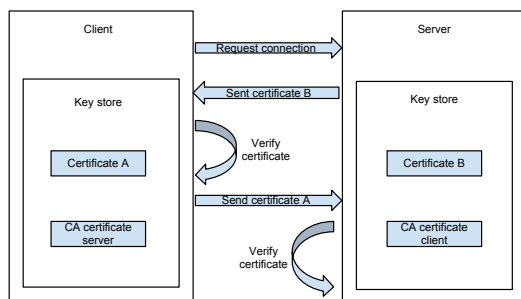 Client
Server
Request connection
Sent certificate B
Key store
Key store
Verify
certificate
Certificate A
Certificate B
Send certificate A
CA certificate
server
CA certificate
client
Verify
certificate